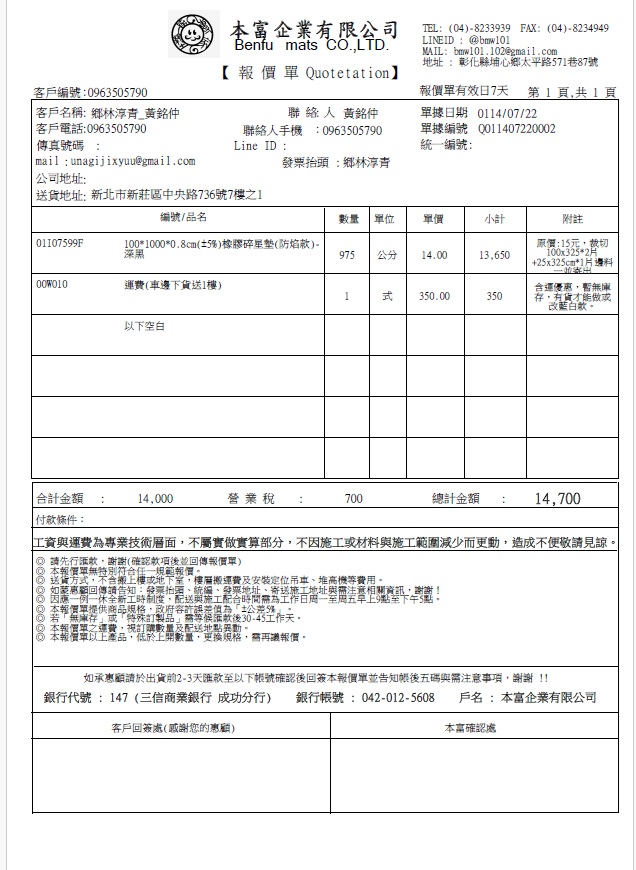 本富企業有限公司
Benfu mats CO.,LTD.
TEL: (04)-8233939 FAX: (04)-8234949
LINEID : @bmw101
MAIL: bmw101.102@gmail.com
地址 : 彰化縣埔心鄉太平路571巷87號
【 報 價 單 Quotetation】
客戶編號:0963505790
報價單有效日7天 第 1 頁,共 1 頁
客戶名稱: 鄉林淳青_黃銘仲 聯 絡 人 黃銘仲 單據日期 0114/07/22
客戶電話:0963505790 聯絡人手機 :0963505790 單據編號 Q011407220002
傳真號碼 : Line ID : 統一編號:
mail :unagijixyuu@gmail.com 發票抬頭 :鄉林淳青
公司地址:
送貨地址: 新北市新莊區中央路736號7樓之1
編號/品名 數量 單位 單價 小計 附註
01I07599F 100*1000*0.8cm(±5%)橡膠碎星墊(防焰款)-深黑 975 公分 14.00 13,650 原價:15元，裁切100x325*2片+25x325cm*1片邊料一並寄出
00W010 運費(車邊下貨送1樓) 1 式 350.00 350 含運優惠，暫無庫存，有貨才能做或改藍白款。
以下空白
合計金額 : 14,000 營 業 稅 : 700 總計金額 : 14,700
付款條件:
工資與運費為專業技術層面，不屬實做實算部分，不因施工或材料與施工範圍減少而更動，造成不便敬請見諒。
◎ 請先行匯款，謝謝(確認款項後並回傳報價單)
◎ 本報價單無特別符合任一規範報價。
◎ 送貨方式，不含搬上樓或地下室，樓層搬運費及安裝定位吊車、堆高機等費用。
◎ 如蒙惠顧回傳請告知：發票抬頭、統編、發票地址、寄送施工地址與需注意相關資訊，謝謝！
◎ 因應一例一休全新工時制度，配送與施工配合時間需為工作日周一至周五早上9點至下午5點。
◎ 本報價單提供商品規格，政府容許誤差值為「±公差5%」。
◎ 若「無庫存」或「特殊訂製品」需等候匯款後30-45工作天。
◎ 本報價單之運費，視訂購數量及配送地點異動。
◎ 本報價單以上產品，低於上開數量，更換規格，需再議報價。
如承惠顧請於出貨前2-3天匯款至以下帳號確認後回簽本報價單並告知帳後五碼與需注意事項，謝謝 !!
銀行代號 : 147 (三信商業銀行 成功分行) 銀行帳號 : 042-012-5608 戶名 : 本富企業有限公司
客戶回簽處(感謝您的惠顧) 本富確認處